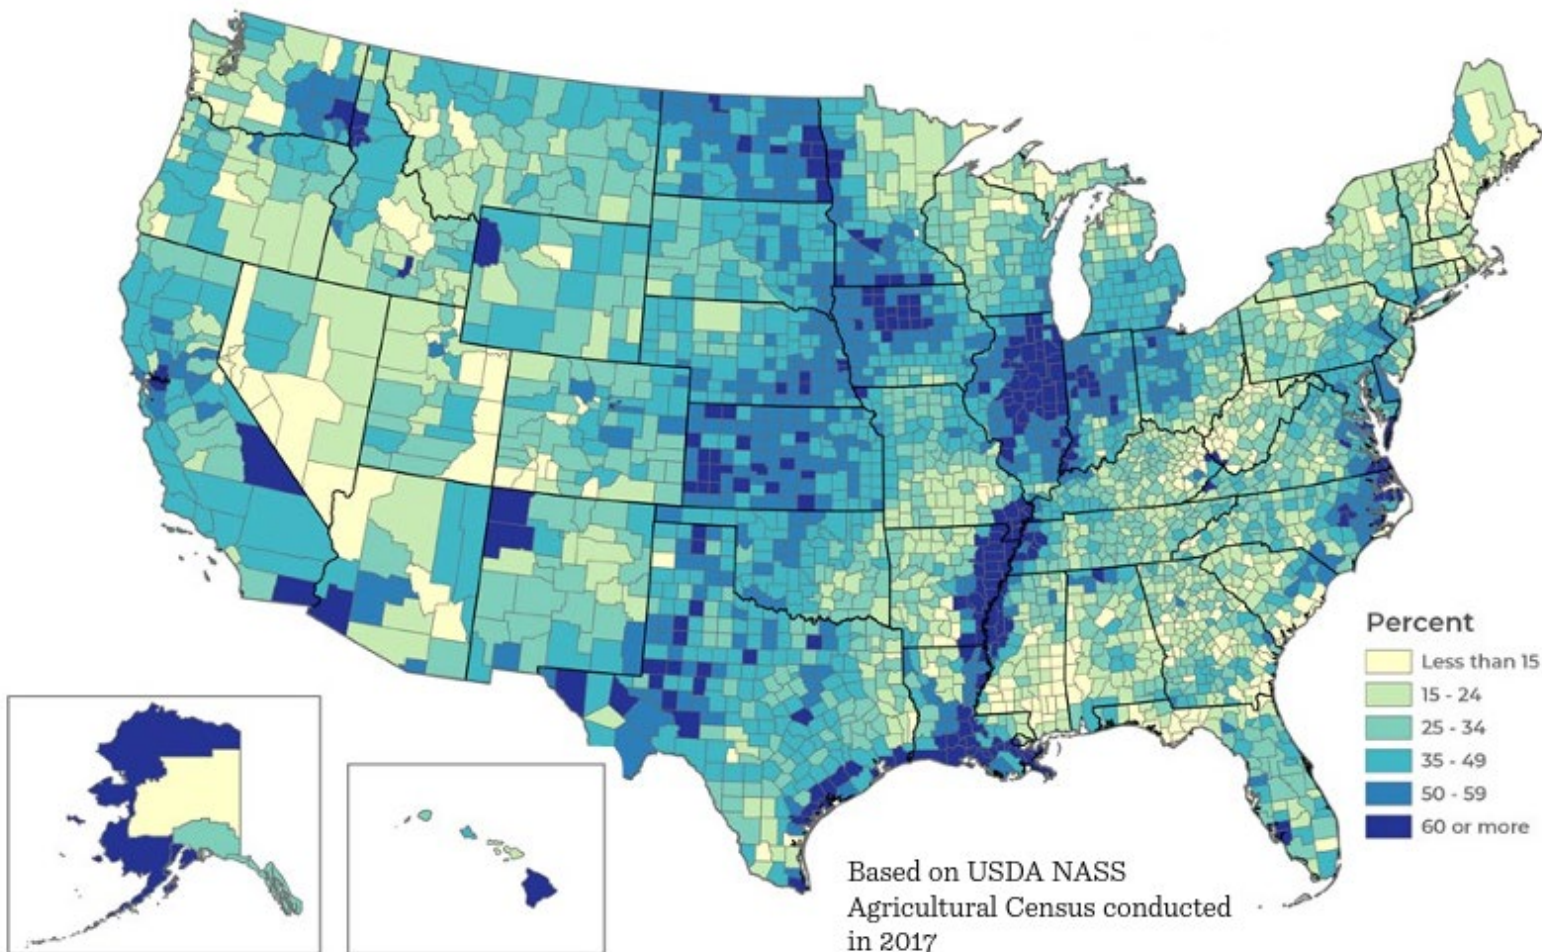 Percent
Less than 15
15 - 24
25 - 34
35 - 49
50 - 59
60 or more
Based on USDA NASS
Agricultural Census conducted
in 2017